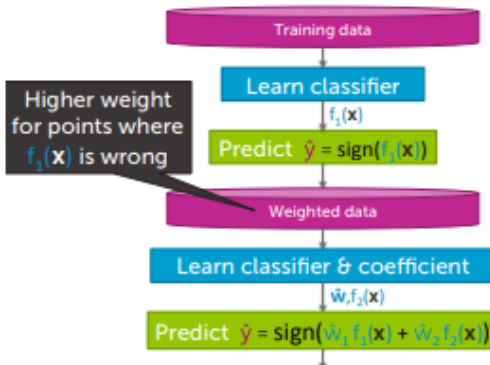 Training data
Learn classifier
f₁(x)
Higher weight
for points where
f₁(x) is wrong
Predict ŷ = sign(f₁(x))
Weighted data
Learn classifier & coefficient
ŵ,f₂(x)
Predict ŷ = sign(ŵ₁ f₁(x) + ŵ₂ f₂(x))